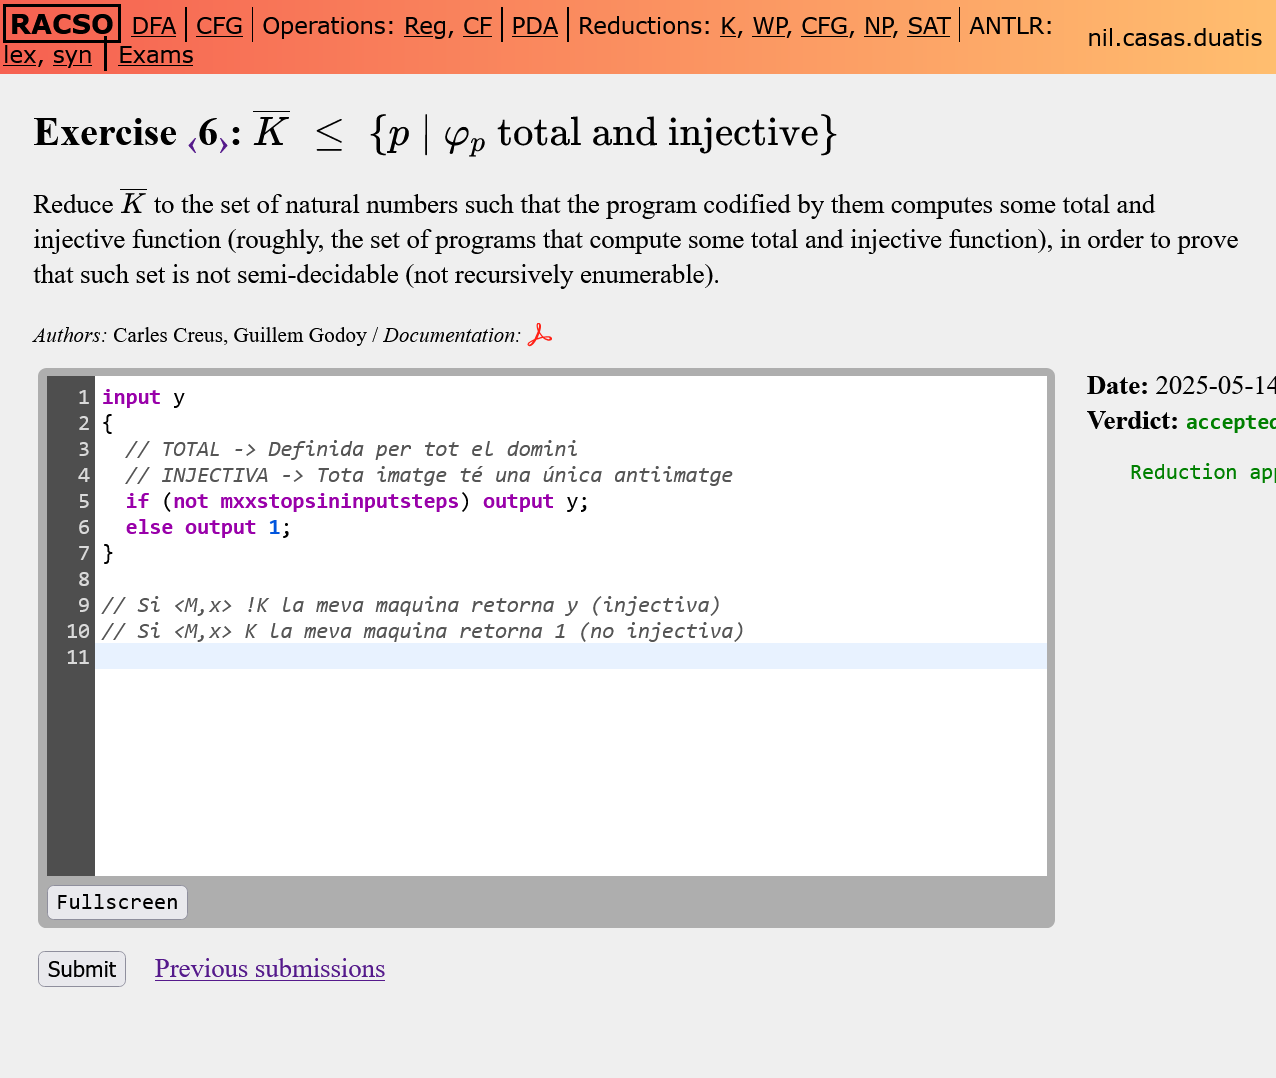 RACSO DFA | CFG | Operations: Reg, CF | PDA | Reductions: K, WP, CFG, NP, SAT | ANTLR:
lex, syn | Exams
nil.casas.duatis
Exercise ‹6›: K̅ ≤ {p | φₚ total and injective}
Reduce K̅ to the set of natural numbers such that the program codified by them computes some total and
injective function (roughly, the set of programs that compute some total and injective function), in order to prove
that such set is not semi-decidable (not recursively enumerable).
Authors: Carles Creus, Guillem Godoy / Documentation:
1 input y
2 {
3 // TOTAL -> Definida per tot el domini
4 // INJECTIVA -> Tota imatge té una única antiimatge
5 if (not mxxstopsininputsteps) output y;
6 else output 1;
7 }
8
9 // Si <M,x> !K la meva maquina retorna y (injectiva)
10 // Si <M,x> K la meva maquina retorna 1 (no injectiva)
11
Date: 2025-05-14
Verdict: accepted
Reduction app
Fullscreen
Submit
Previous submissions